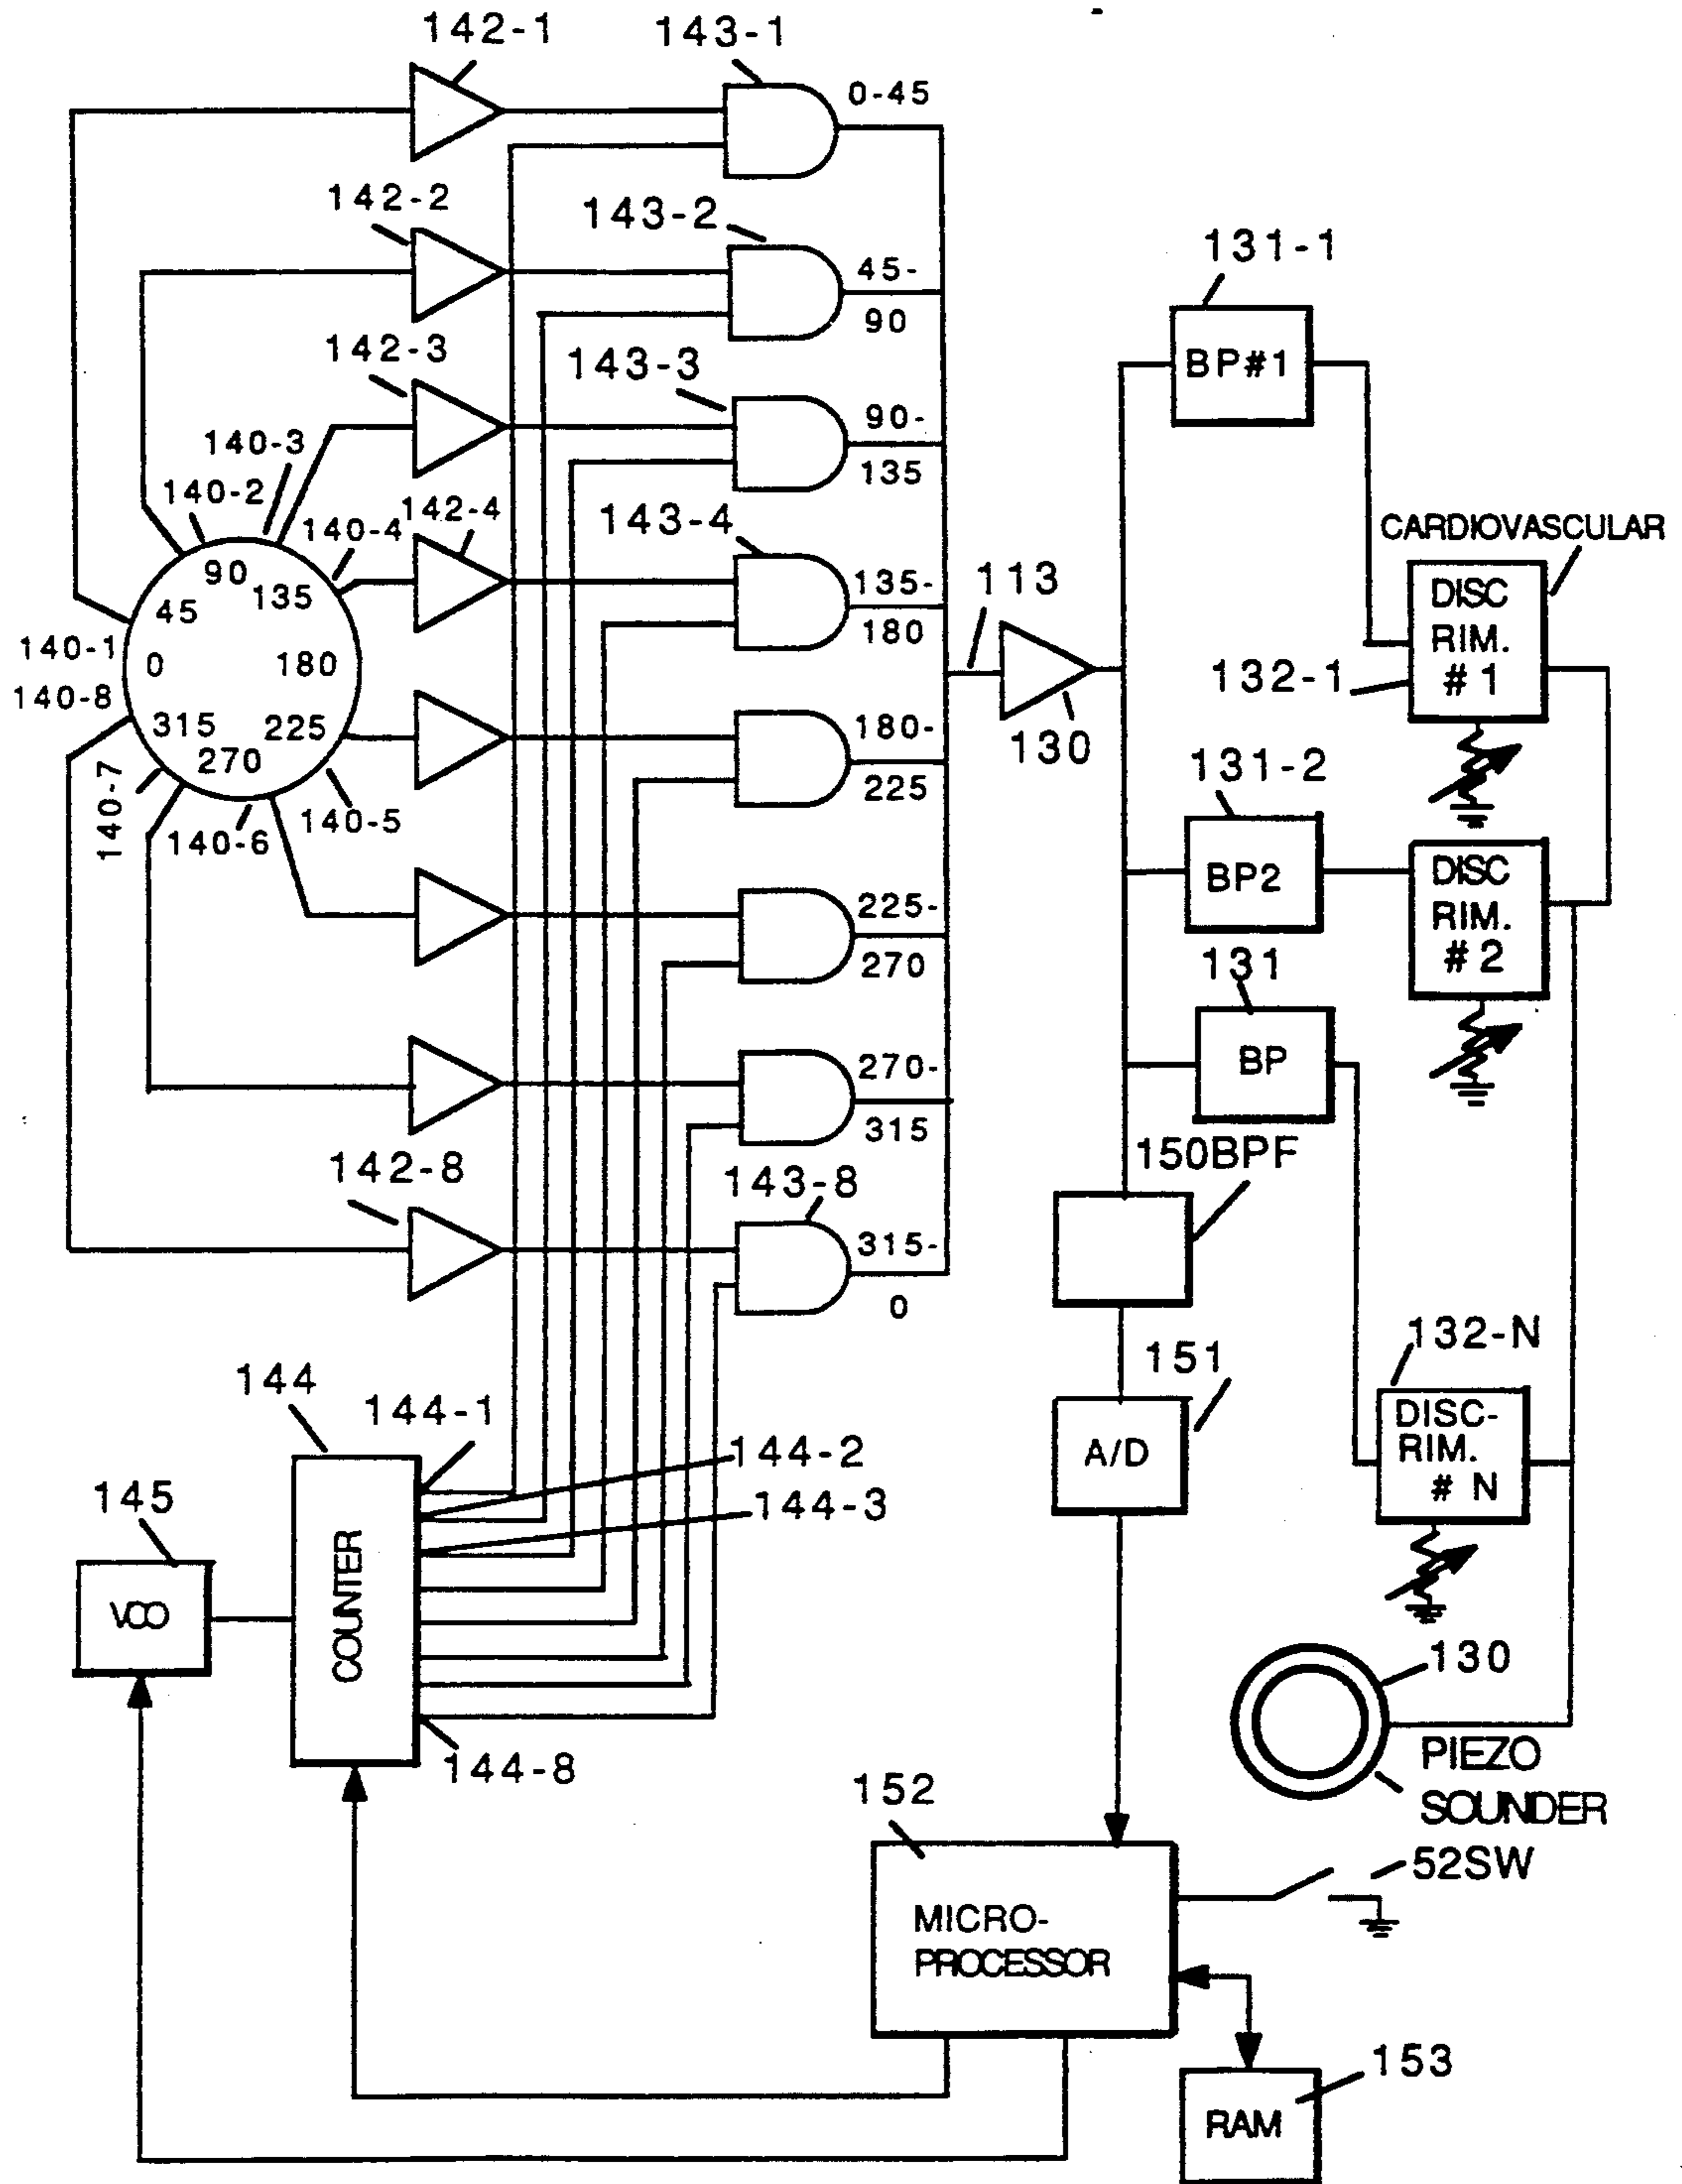 142-1
143-1
0-45
142-2
143-2
45-
90
131-1
BP#1
142-3
143-3
90-
135
140-3
140-2
140-4
142-4
143-4
135-
180
113
CARDIOVASCULAR
DISC
RIM.
#1
132-1
90
135
45
140-1
0
180
140-8
315
225
270
140-7
140-6
140-5
180-
225
130
131-2
BP2
DISC
RIM.
#2
225-
270
131
BP
270-
315
150BPF
142-8
143-8
315-
0
132-N
DISC-
RIM.
# N
144
144-1
151
A/D
144-2
145
144-3
VCO
COUNTER
130
144-8
PIEZO
SOUNDER
152
52SW
MICRO-
PROCESSOR
153
RAM